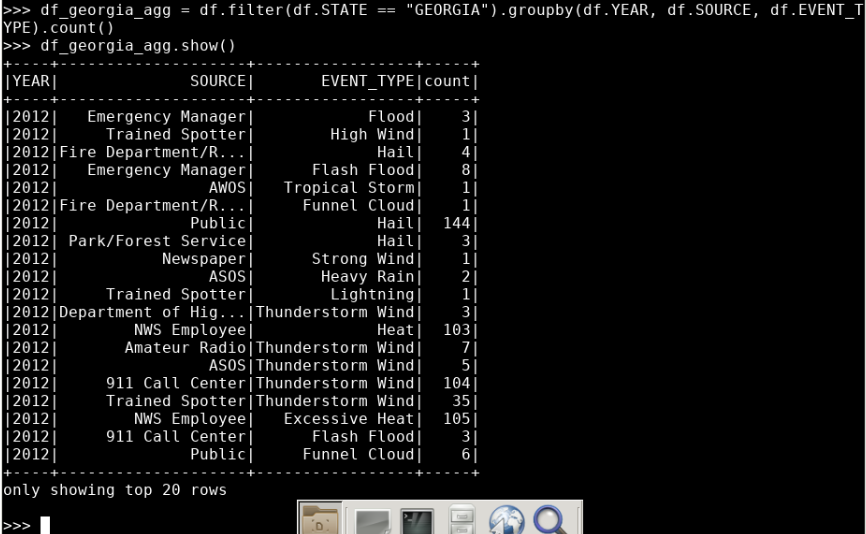 >>> df_georgia_agg = df.filter(df.STATE == "GEORGIA").groupby(df.YEAR, df.SOURCE, df.EVENT_T
YPE).count()
>>> df_georgia_agg.show()
+----+--------------------+-----------------+-----+
|YEAR|              SOURCE|       EVENT_TYPE|count|
+----+--------------------+-----------------+-----+
|2012|   Emergency Manager|            Flood|    3|
|2012|     Trained Spotter|        High Wind|    1|
|2012|Fire Department/R...|             Hail|    4|
|2012|   Emergency Manager|      Flash Flood|    8|
|2012|                AWOS|   Tropical Storm|    1|
|2012|Fire Department/R...|     Funnel Cloud|    1|
|2012|              Public|             Hail|  144|
|2012| Park/Forest Service|             Hail|    3|
|2012|           Newspaper|      Strong Wind|    1|
|2012|                ASOS|       Heavy Rain|    2|
|2012|     Trained Spotter|        Lightning|    1|
|2012|Department of Hig...|Thunderstorm Wind|    3|
|2012|        NWS Employee|             Heat|  103|
|2012|       Amateur Radio|Thunderstorm Wind|    7|
|2012|                ASOS|Thunderstorm Wind|    5|
|2012|     911 Call Center|Thunderstorm Wind|  104|
|2012|     Trained Spotter|Thunderstorm Wind|   35|
|2012|        NWS Employee|   Excessive Heat|  105|
|2012|     911 Call Center|      Flash Flood|    3|
|2012|              Public|     Funnel Cloud|    6|
+----+--------------------+-----------------+-----+
only showing top 20 rows
>>>